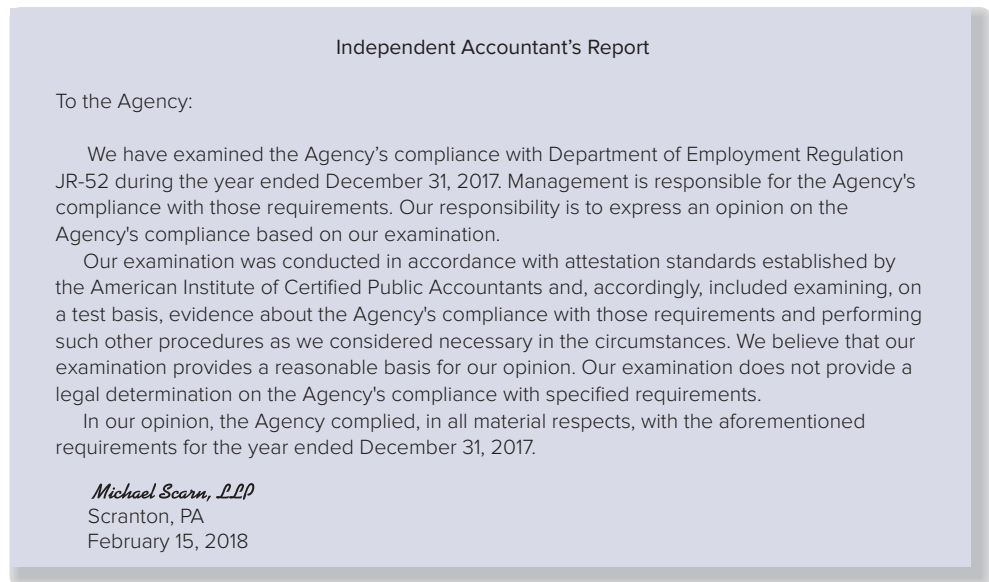 Independent Accountant’s Report
To the Agency:
We have examined the Agency’s compliance with Department of Employment Regulation
JR-52 during the year ended December 31, 2017. Management is responsible for the Agency's
compliance with those requirements. Our responsibility is to express an opinion on the
Agency's compliance based on our examination.
Our examination was conducted in accordance with attestation standards established by
the American Institute of Certified Public Accountants and, accordingly, included examining, on
a test basis, evidence about the Agency's compliance with those requirements and performing
such other procedures as we considered necessary in the circumstances. We believe that our
examination provides a reasonable basis for our opinion. Our examination does not provide a
legal determination on the Agency's compliance with specified requirements.
In our opinion, the Agency complied, in all material respects, with the aforementioned
requirements for the year ended December 31, 2017.
Michael Scarn, LLP
Scranton, PA
February 15, 2018